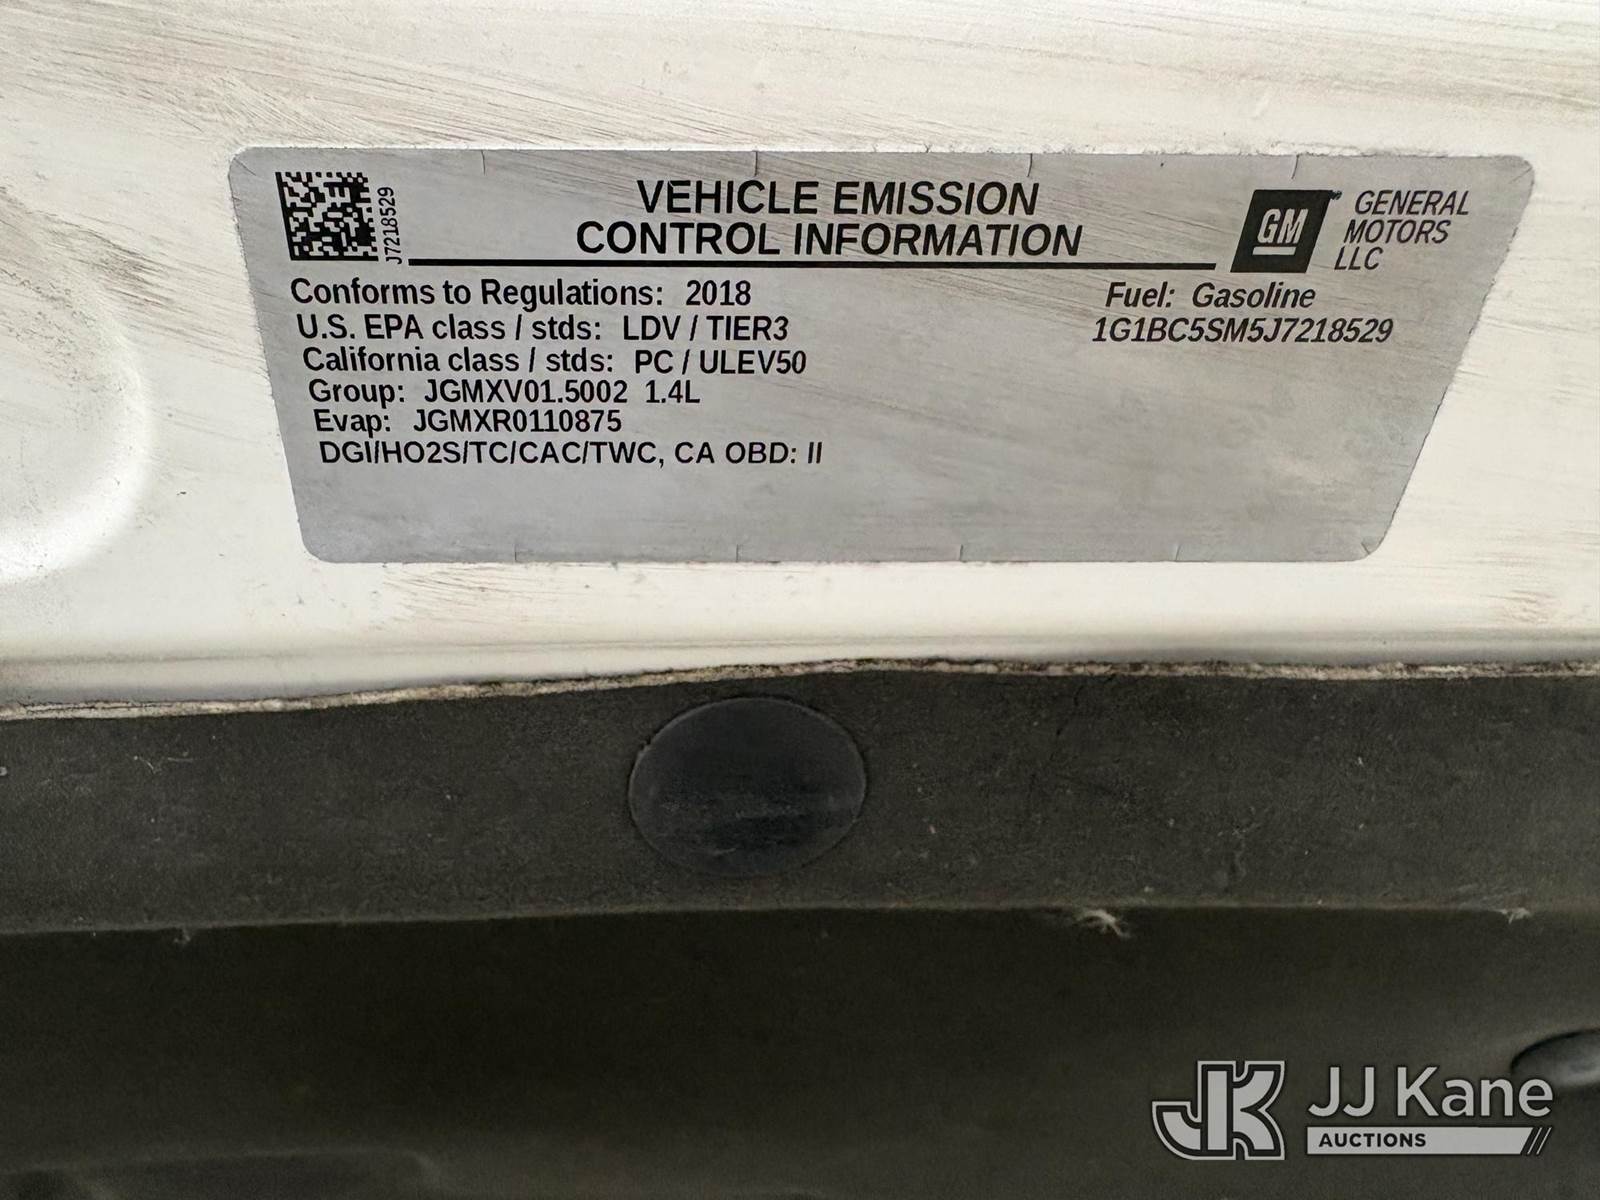 J7218529
VEHICLE EMISSION
CONTROL INFORMATION
GM
GENERAL
MOTORS
LLC
Conforms to Regulations: 2018
U.S. EPA class / stds: LDV / TIER3
California class / stds: PC / ULEV50
Group: JGMXV01.5002 1.4L
Evap: JGMXR0110875
DGI/HO2S/TC/CAC/TWC, CA OBD: II
Fuel: Gasoline
1G1BC5SM5J7218529
JK
JJ Kane
AUCTIONS